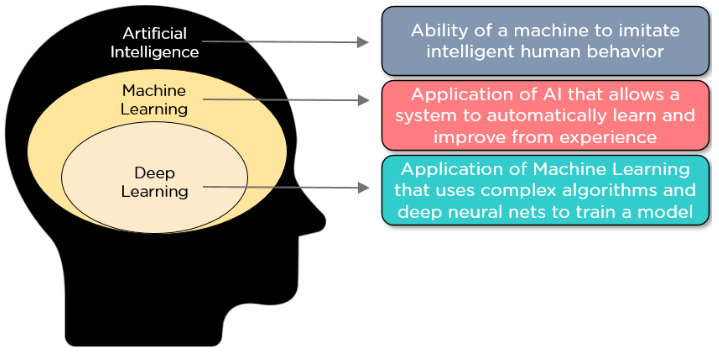 Artificial
Intelligence
Ability of a machine to imitate
intelligent human behavior
Machine
Learning
Application of AI that allows a
system to automatically learn and
improve from experience
Deep
Learning
Application of Machine Learning
that uses complex algorithms and
deep neural nets to train a model